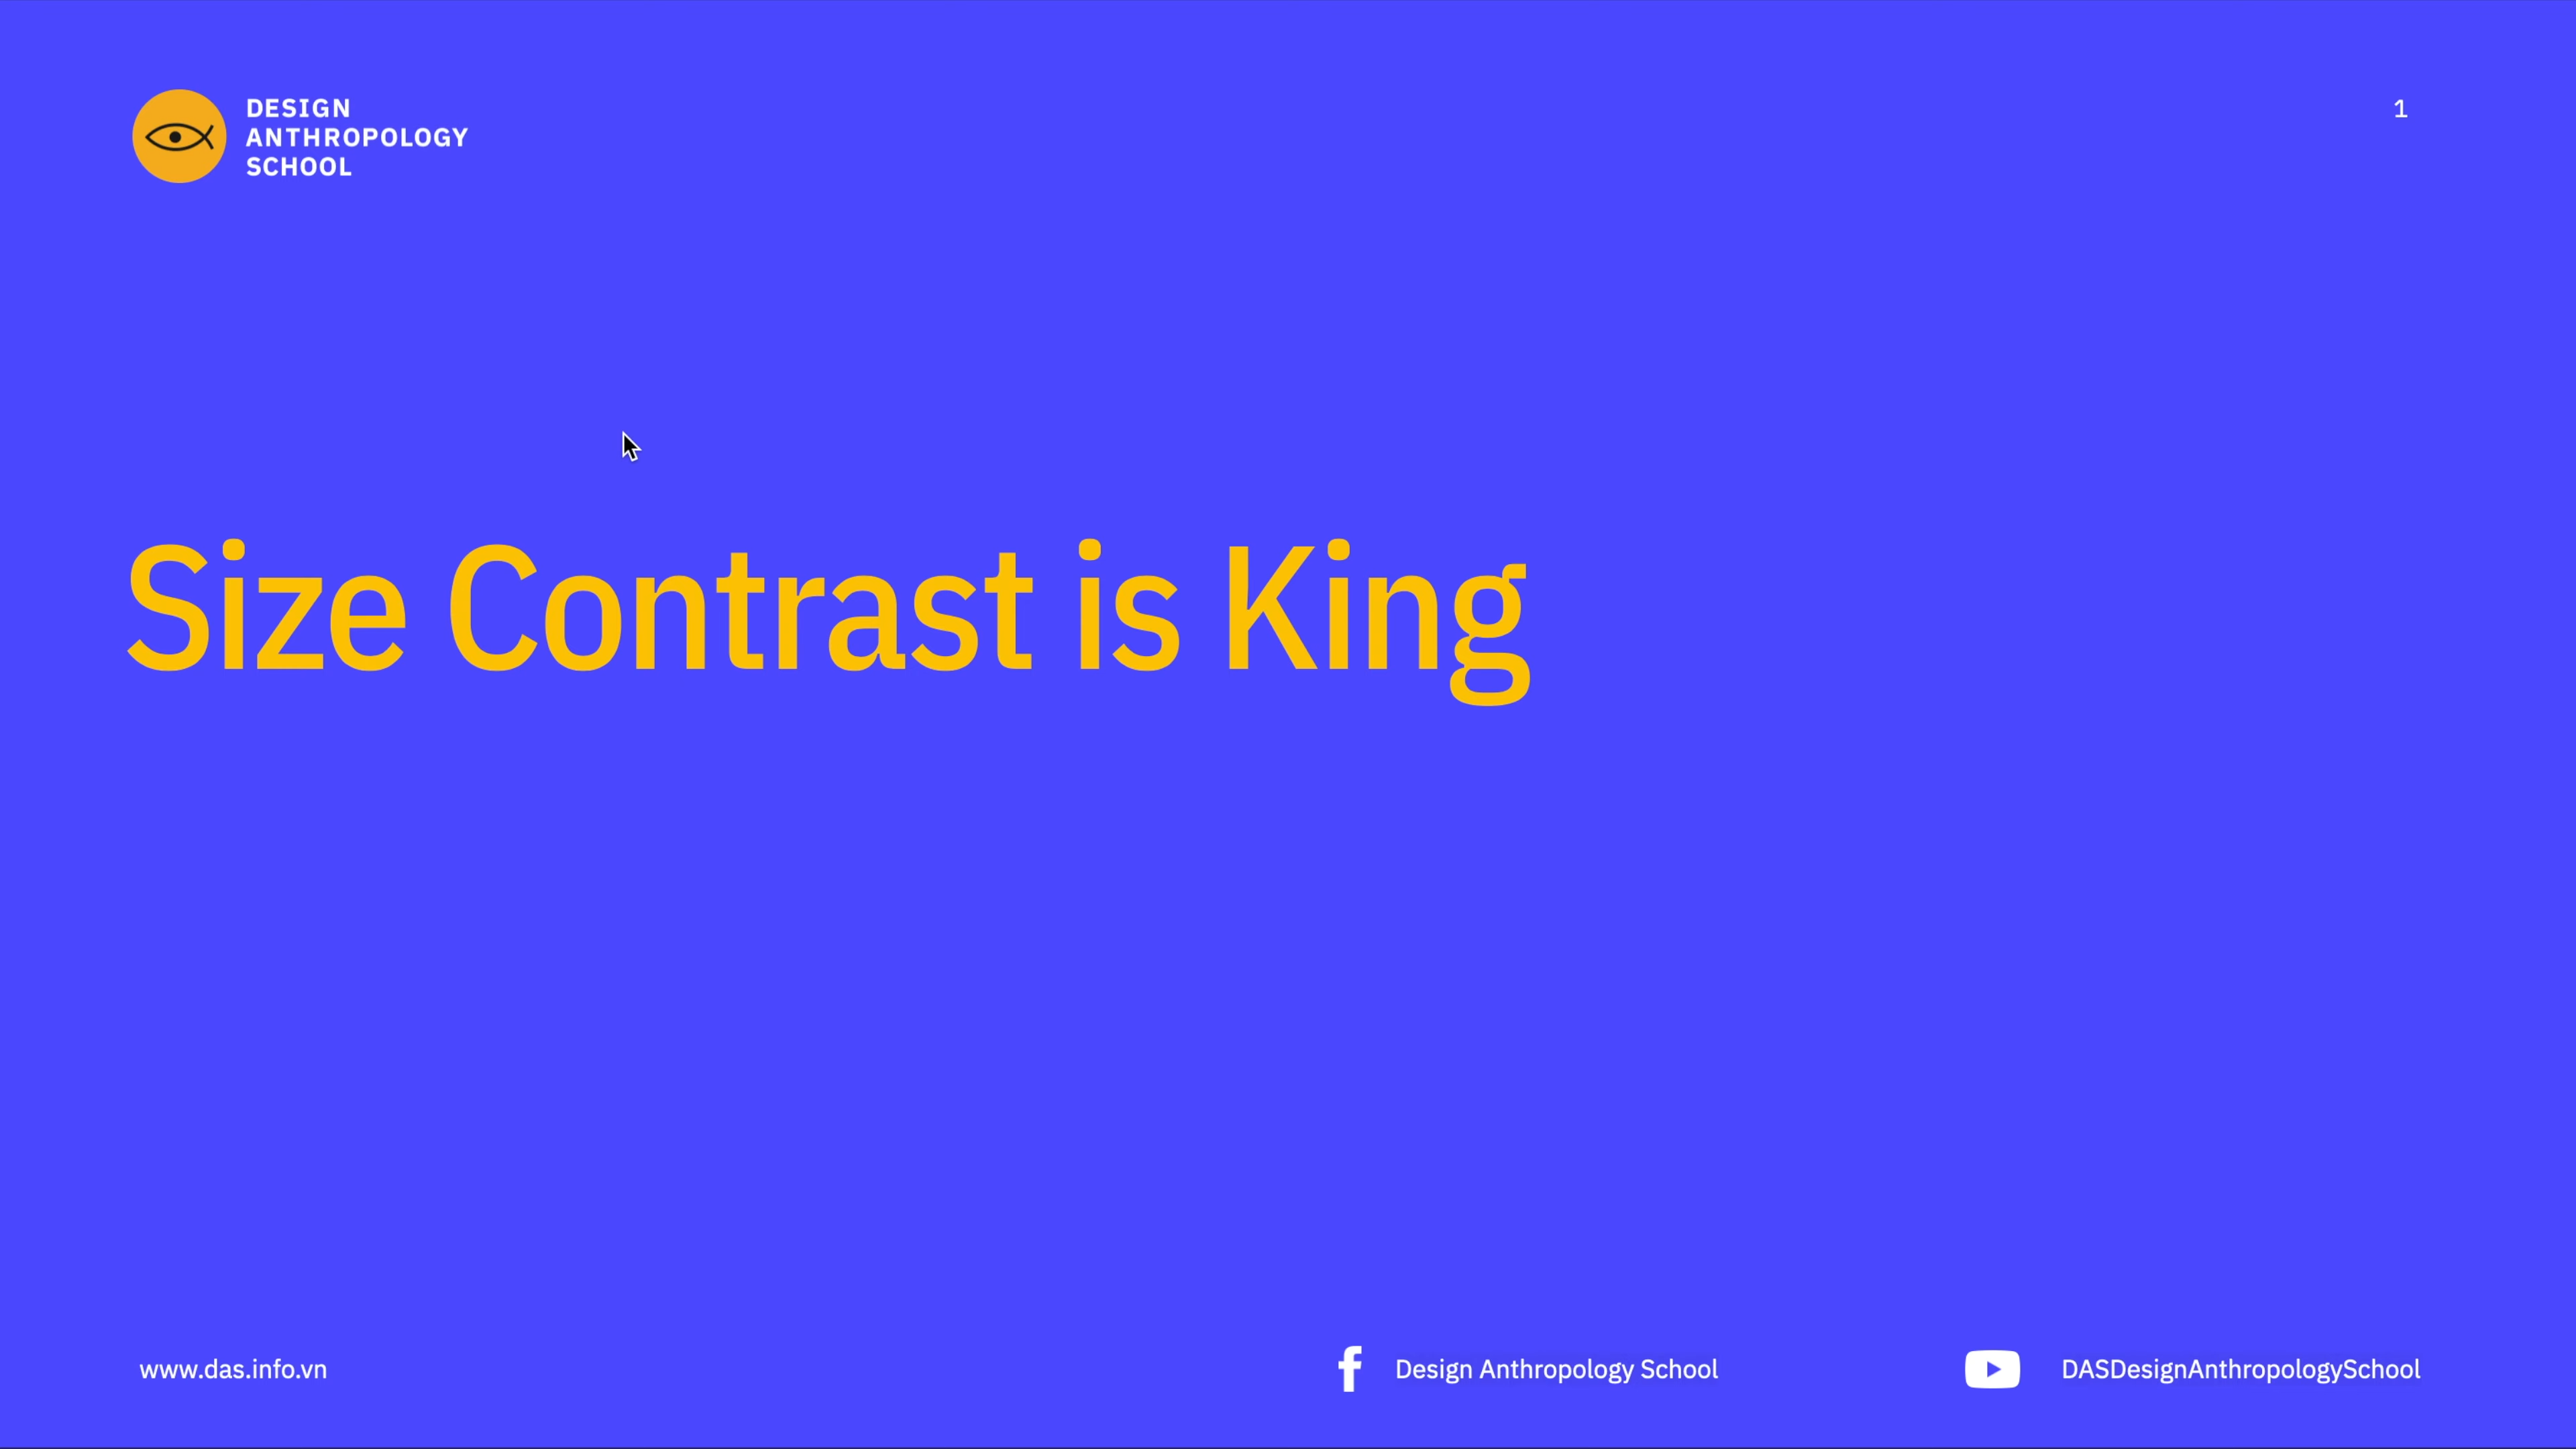 DESIGN
ANTHROPOLOGY
SCHOOL
1
Size Contrast is King
www.das.info.vn
Design Anthropology School
DASDesignAnthropologySchool